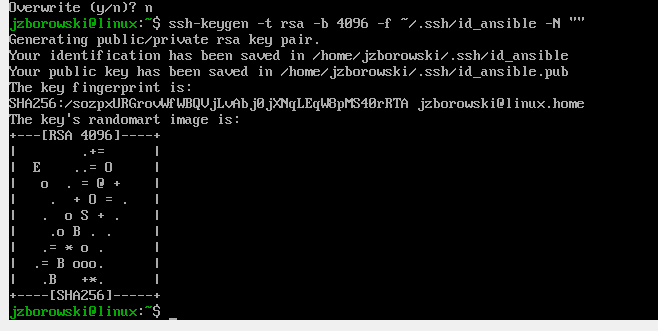 Overwrite (y/n)? n
jzborowski@linux:~$ ssh-keygen -t rsa -b 4096 -f ~/.ssh/id_ansible -N ""
Generating public/private rsa key pair.
Your identification has been saved in /home/jzborowski/.ssh/id_ansible
Your public key has been saved in /home/jzborowski/.ssh/id_ansible.pub
The key fingerprint is:
SHA256:/sozpxURGrovWfWBQVjLvAbj0jXNqLEqW8pMS40rRTA jzborowski@linux.home
The key's randomart image is:
+---[RSA 4096]----+
|        .+=      |
|  E    ..= O     |
|   o  . = @ +    |
|    .  + O = .   |
|   .  o S + .    |
|    .o B . .     |
|   .= * o .      |
|  .= B ooo.      |
|   .B   +*.      |
+----[SHA256]-----+
jzborowski@linux:~$ _